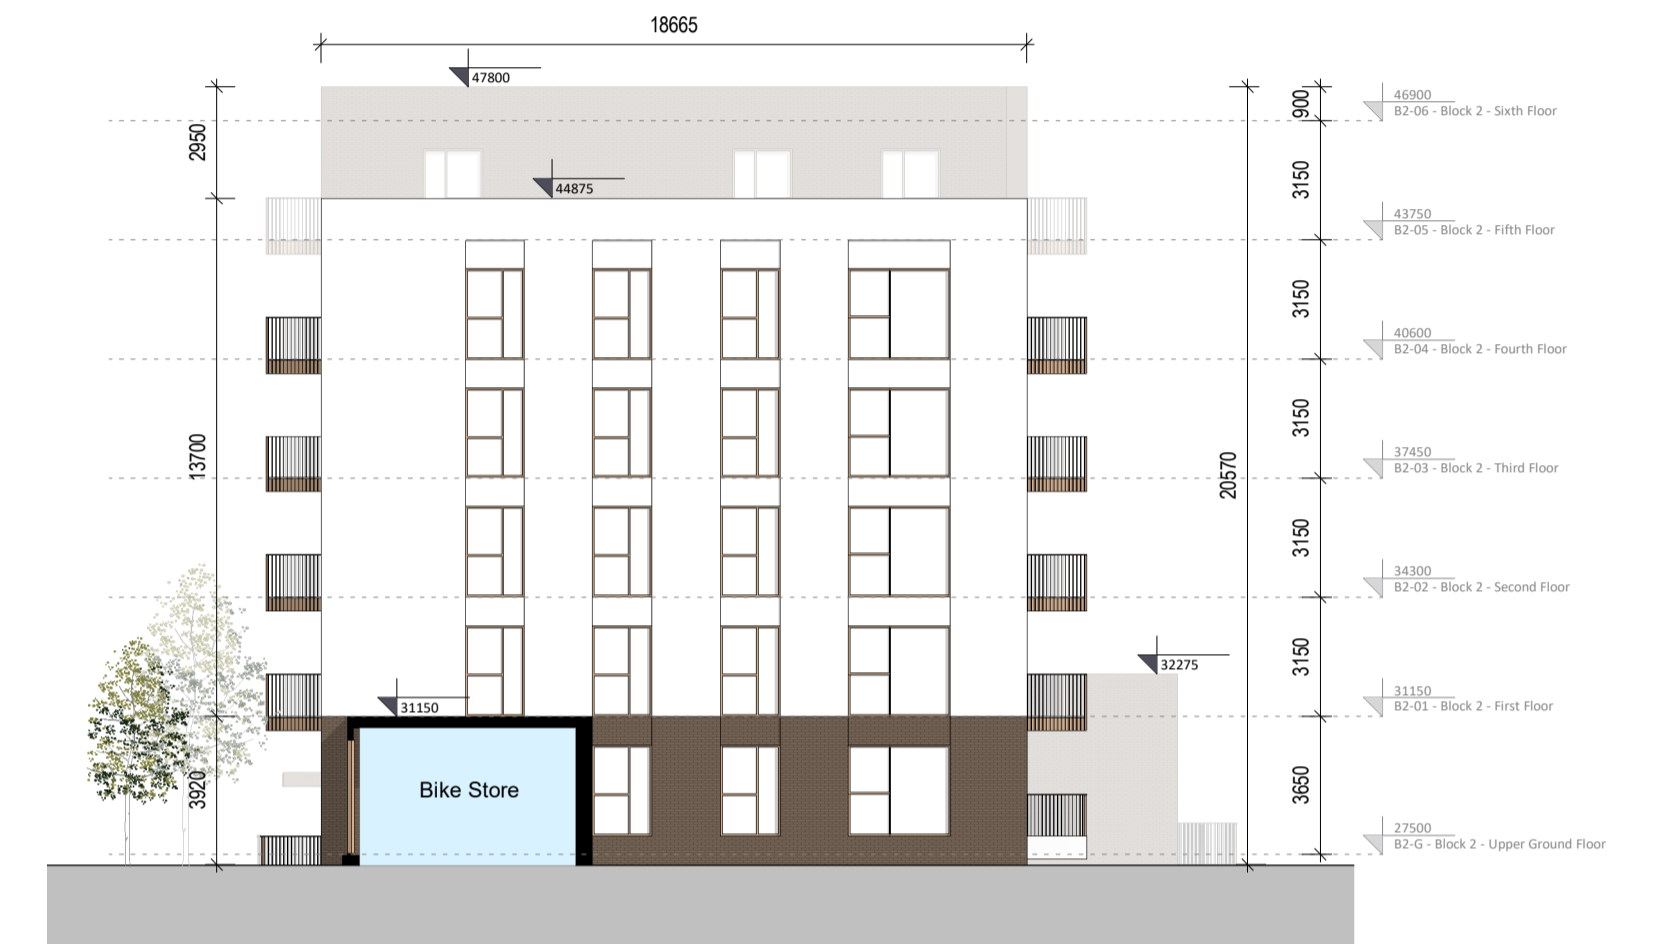 18665
47800
46900
B2-06 - Block 2 - Sixth Floor
900
2950
3150
44875
43750
B2-05 - Block 2 - Fifth Floor
3150
40600
B2-04 - Block 2 - Fourth Floor
3150
13700
20570
37450
B2-03 - Block 2 - Third Floor
3150
34300
B2-02 - Block 2 - Second Floor
3150
32275
31150
31150
B2-01 - Block 2 - First Floor
3920
Bike Store
3650
27500
B2-G - Block 2 - Upper Ground Floor